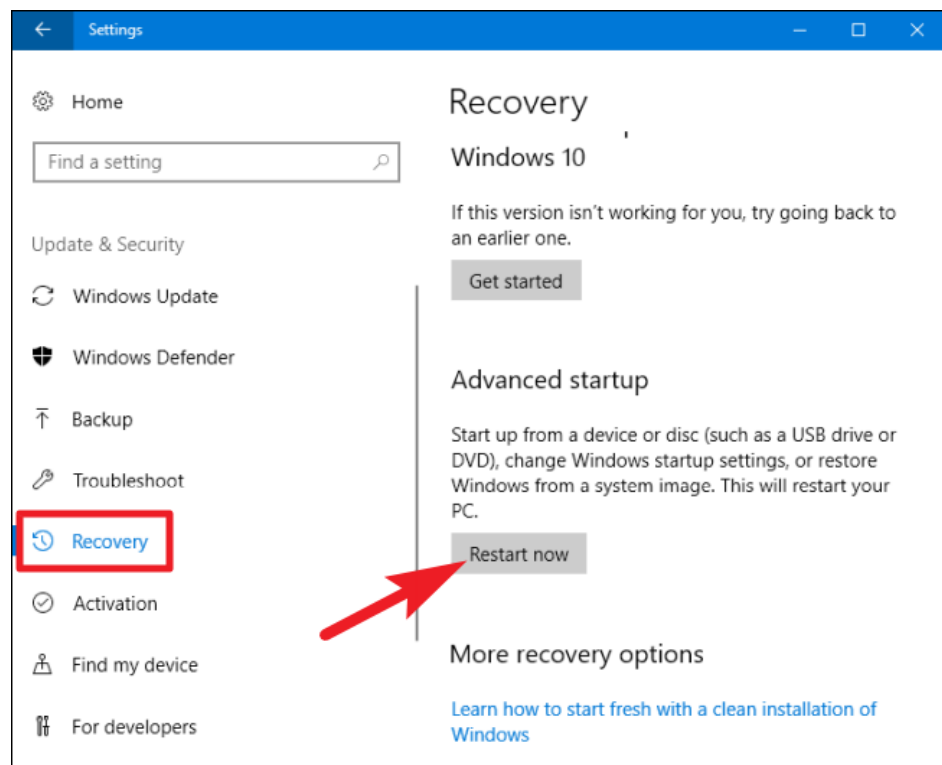 Settings
Home
Find a setting
Update & Security
Windows Update
Windows Defender
Backup
Troubleshoot
Recovery
Activation
Find my device
For developers
Recovery
Windows 10
If this version isn't working for you, try going back to
an earlier one.
Get started
Advanced startup
Start up from a device or disc (such as a USB drive or
DVD), change Windows startup settings, or restore
Windows from a system image. This will restart your
PC.
Restart now
More recovery options
Learn how to start fresh with a clean installation of
Windows